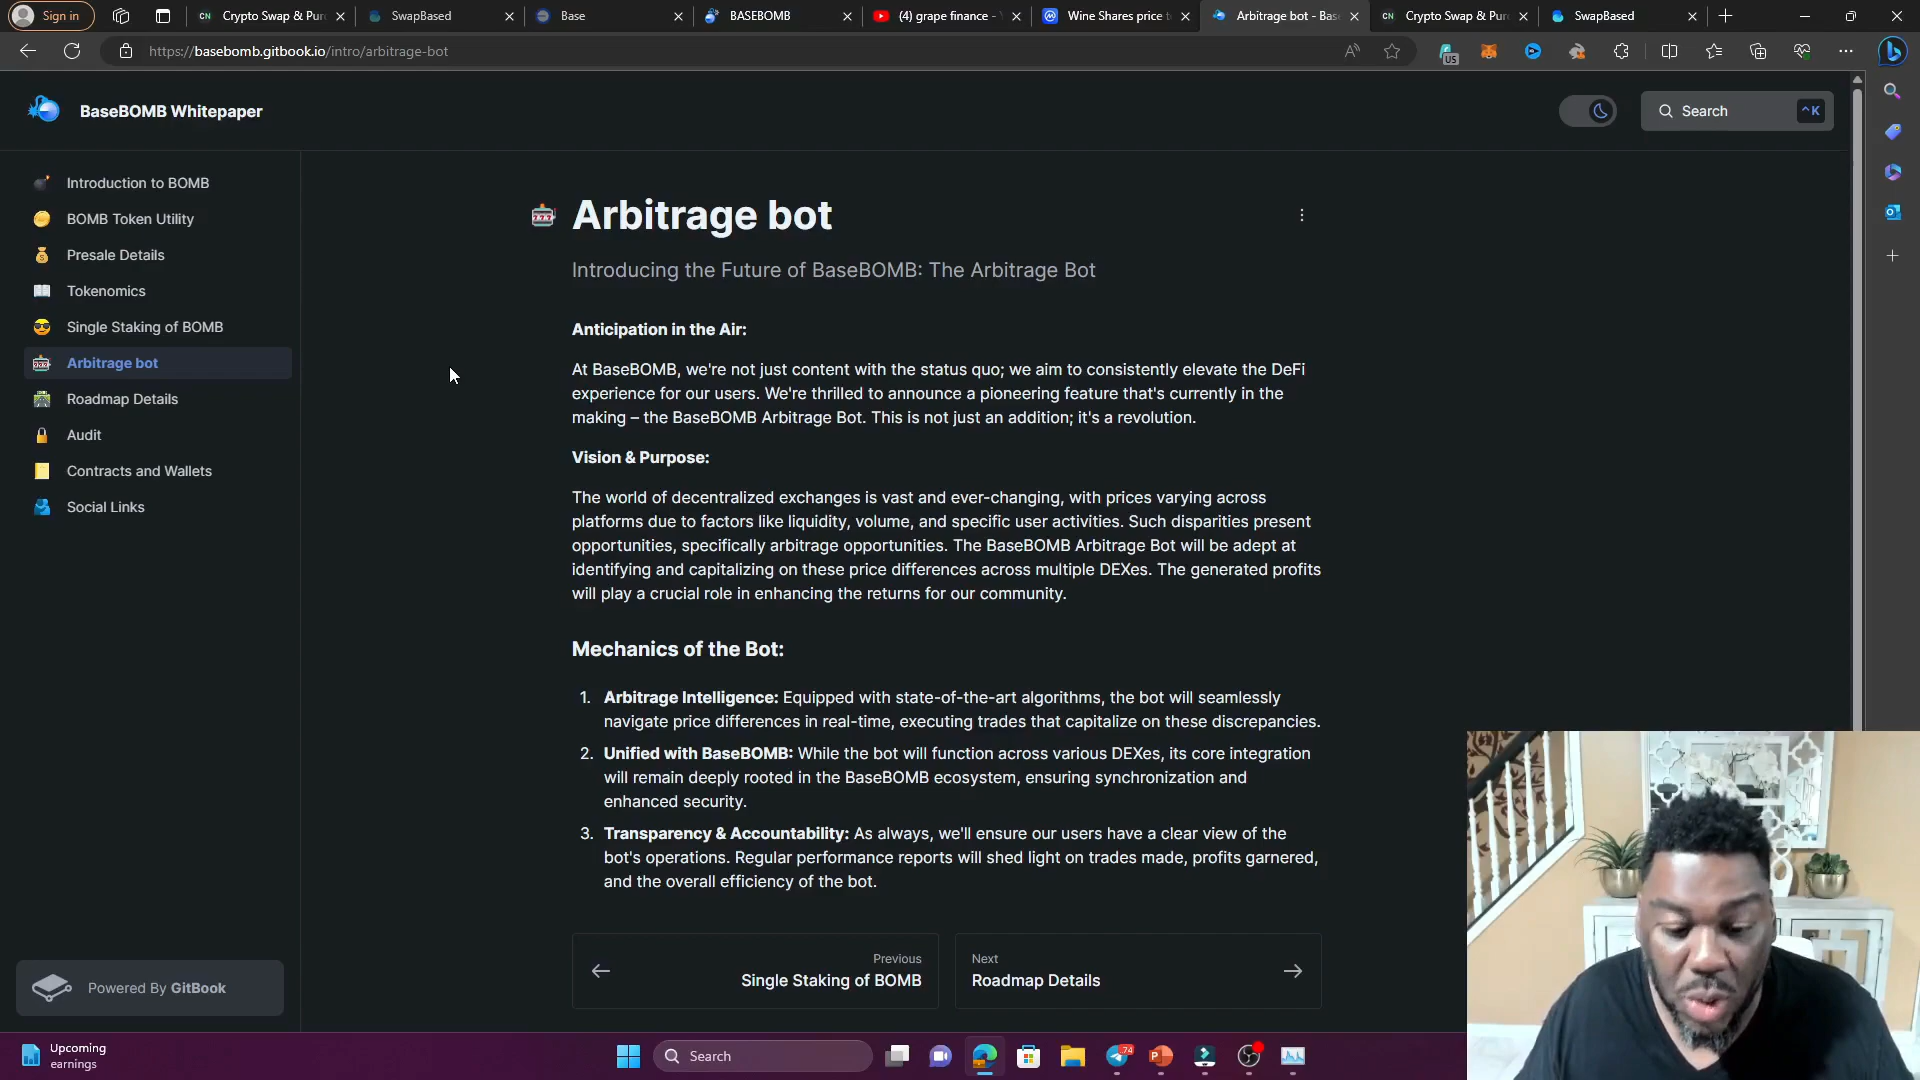 Sign in
Crypto Swap & Pur
SwapBased
Base
BASEBOMB
(4) grape finance -
Wine Shares price t
Arbitrage bot - Base
Crypto Swap & Pur
SwapBased
https://basebomb.gitbook.io/intro/arbitrage-bot
US
BaseBOMB Whitepaper
Search
^K
Introduction to BOMB
BOMB Token Utility
Presale Details
Tokenomics
Single Staking of BOMB
Arbitrage bot
Roadmap Details
Audit
Contracts and Wallets
Social Links
Powered By GitBook
Arbitrage bot
Introducing the Future of BaseBOMB: The Arbitrage Bot
Anticipation in the Air:
At BaseBOMB, we're not just content with the status quo; we aim to consistently elevate the DeFi
experience for our users. We're thrilled to announce a pioneering feature that's currently in the
making – the BaseBOMB Arbitrage Bot. This is not just an addition; it's a revolution.
Vision & Purpose:
The world of decentralized exchanges is vast and ever-changing, with prices varying across
platforms due to factors like liquidity, volume, and specific user activities. Such disparities present
opportunities, specifically arbitrage opportunities. The BaseBOMB Arbitrage Bot will be adept at
identifying and capitalizing on these price differences across multiple DEXes. The generated profits
will play a crucial role in enhancing the returns for our community.
Mechanics of the Bot:
1. Arbitrage Intelligence: Equipped with state-of-the-art algorithms, the bot will seamlessly
navigate price differences in real-time, executing trades that capitalize on these discrepancies.
2. Unified with BaseBOMB: While the bot will function across various DEXes, its core integration
will remain deeply rooted in the BaseBOMB ecosystem, ensuring synchronization and
enhanced security.
3. Transparency & Accountability: As always, we'll ensure our users have a clear view of the
bot's operations. Regular performance reports will shed light on trades made, profits garnered,
and the overall efficiency of the bot.
Previous
Single Staking of BOMB
Next
Roadmap Details
Upcoming
earnings
Search
74